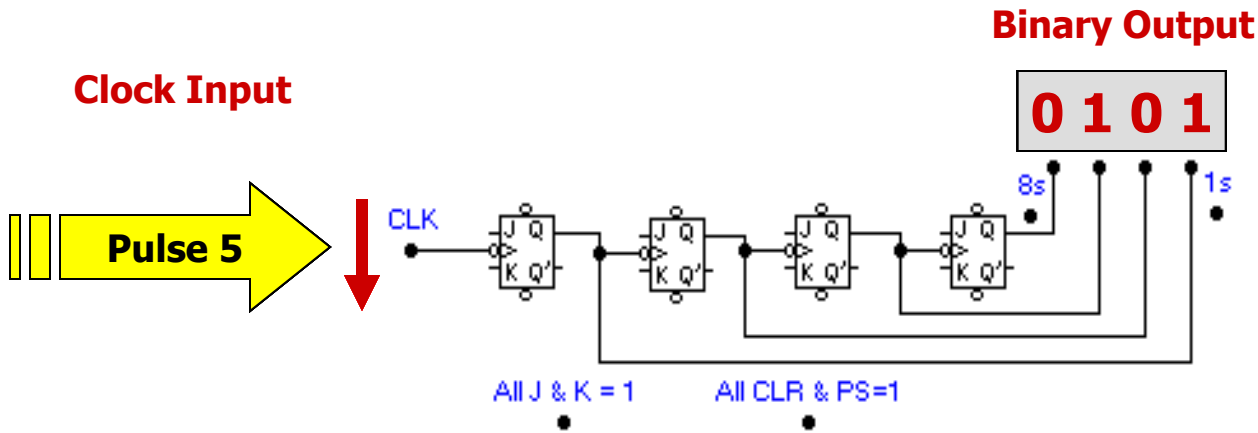 Binary Output
Clock Input
0 1 0 1
8s
1s
CLK
Pulse 5
J Q
K Q'
J Q
K Q'
J Q
K Q'
J Q
K Q'
All J & K = 1
All CLR & PS=1